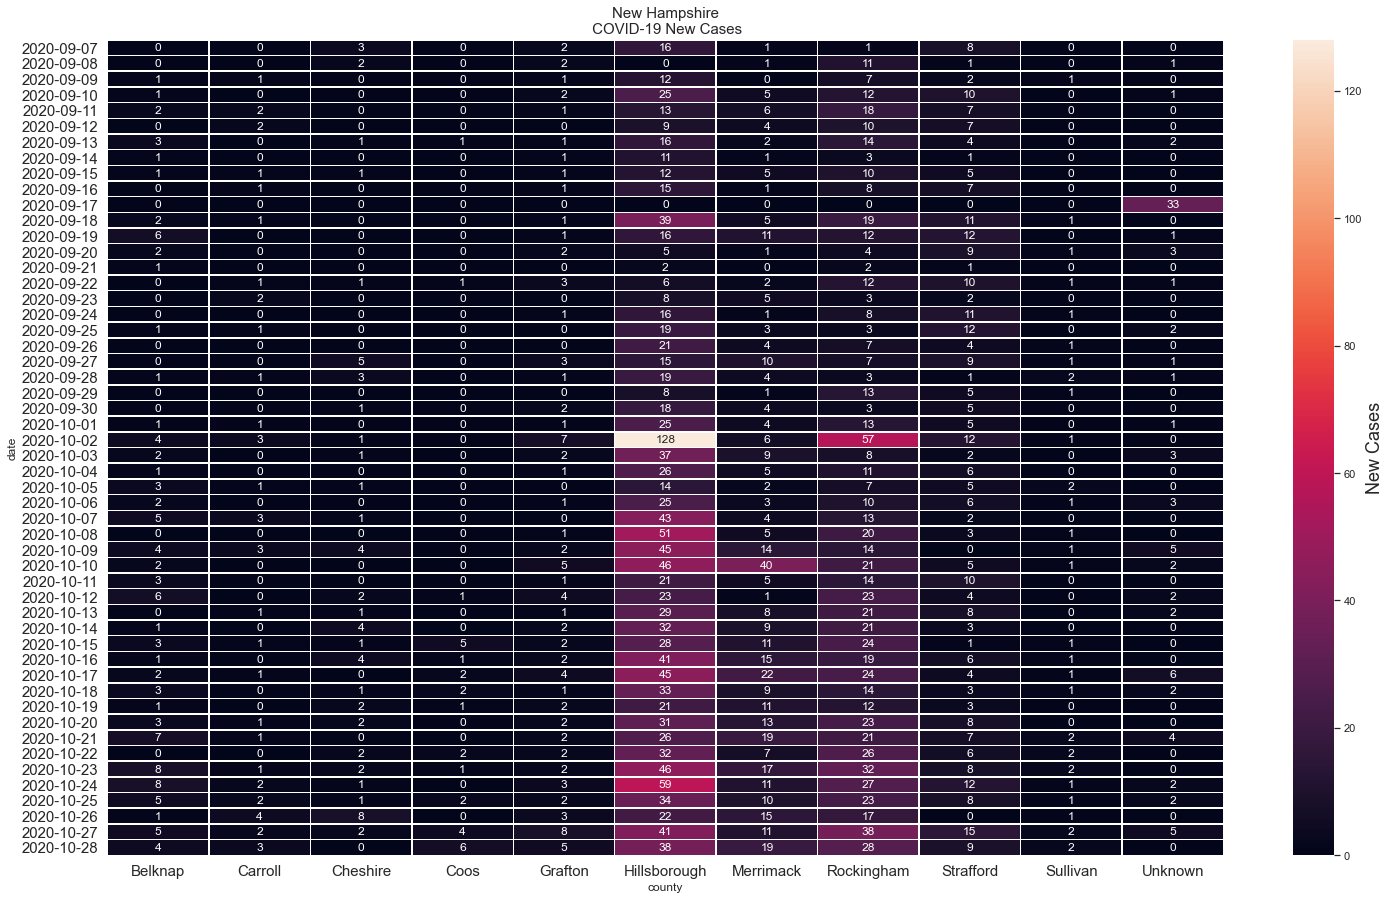 New Hampshire
COVID-19 New Cases
2020-09-07 0 0 3 0 2 16 1 1 8 0 0
2020-09-08 0 0 2 0 2 0 1 11 1 0 1
2020-09-09 1 1 0 0 1 12 0 7 2 1 0
2020-09-10 1 0 0 0 2 25 5 12 10 0 1
2020-09-11 2 2 0 0 1 13 6 18 7 0 0
2020-09-12 0 2 0 0 0 9 4 10 7 0 0
2020-09-13 3 0 1 1 1 16 2 14 4 0 2
2020-09-14 1 0 0 0 1 11 1 3 1 0 0
2020-09-15 1 1 1 0 1 12 5 10 5 0 0
2020-09-16 0 1 0 0 1 15 1 8 7 0 0
2020-09-17 0 0 0 0 0 0 0 0 0 0 33
2020-09-18 2 1 0 0 1 39 5 19 11 1 0
2020-09-19 6 0 0 0 1 16 11 12 12 0 1
2020-09-20 2 0 0 0 2 5 1 4 9 1 3
2020-09-21 1 0 0 0 0 2 0 2 1 0 0
2020-09-22 0 1 1 1 3 6 2 12 10 1 1
2020-09-23 0 2 0 0 0 8 5 3 2 0 0
2020-09-24 0 0 0 0 1 16 1 8 11 1 0
2020-09-25 1 1 0 0 0 19 3 3 12 0 2
2020-09-26 0 0 0 0 0 21 4 7 4 1 0
2020-09-27 0 0 5 0 3 15 10 7 9 1 1
2020-09-28 1 1 3 0 1 19 4 3 1 2 1
2020-09-29 0 0 0 0 0 8 1 13 5 1 0
2020-09-30 0 0 1 0 2 18 4 3 5 0 0
2020-10-01 1 1 0 0 1 25 4 13 5 0 1
2020-10-02 4 3 1 0 7 128 6 57 12 1 0
2020-10-03 2 0 1 0 2 37 9 8 2 0 3
2020-10-04 1 0 0 0 1 26 5 11 6 0 0
2020-10-05 3 1 1 0 0 14 2 7 5 2 0
2020-10-06 2 0 0 0 1 25 3 10 6 1 3
2020-10-07 5 3 1 0 0 43 4 13 2 0 0
2020-10-08 0 0 0 0 1 51 5 20 3 1 0
2020-10-09 4 3 4 0 2 45 14 14 0 1 5
2020-10-10 2 0 0 0 5 46 40 21 5 1 2
2020-10-11 3 0 0 0 1 21 5 14 10 0 0
2020-10-12 6 0 2 1 4 23 1 23 4 0 2
2020-10-13 0 1 1 0 1 29 8 21 8 0 2
2020-10-14 1 0 4 0 2 32 9 21 3 0 0
2020-10-15 3 1 1 5 2 28 11 24 1 1 0
2020-10-16 1 0 4 1 2 41 15 19 6 1 0
2020-10-17 2 1 0 2 4 45 22 24 4 1 6
2020-10-18 3 0 1 2 1 33 9 14 3 1 2
2020-10-19 1 0 2 1 2 21 11 12 3 0 0
2020-10-20 3 1 2 0 2 31 13 23 8 0 0
2020-10-21 7 1 0 0 2 26 19 21 7 2 4
2020-10-22 0 0 2 2 2 32 7 26 6 2 0
2020-10-23 8 1 2 1 2 46 17 32 8 2 0
2020-10-24 8 2 1 0 3 59 11 27 12 1 2
2020-10-25 5 2 1 2 2 34 10 23 8 1 2
2020-10-26 1 4 8 0 3 22 15 17 0 1 0
2020-10-27 5 2 2 4 8 41 11 38 15 2 5
2020-10-28 4 3 0 6 5 38 19 28 9 2 0
Belknap Carroll Cheshire Coos Grafton Hillsborough Merrimack Rockingham Strafford Sullivan Unknown
county
date
120
100
80
60
40
20
0
New Cases